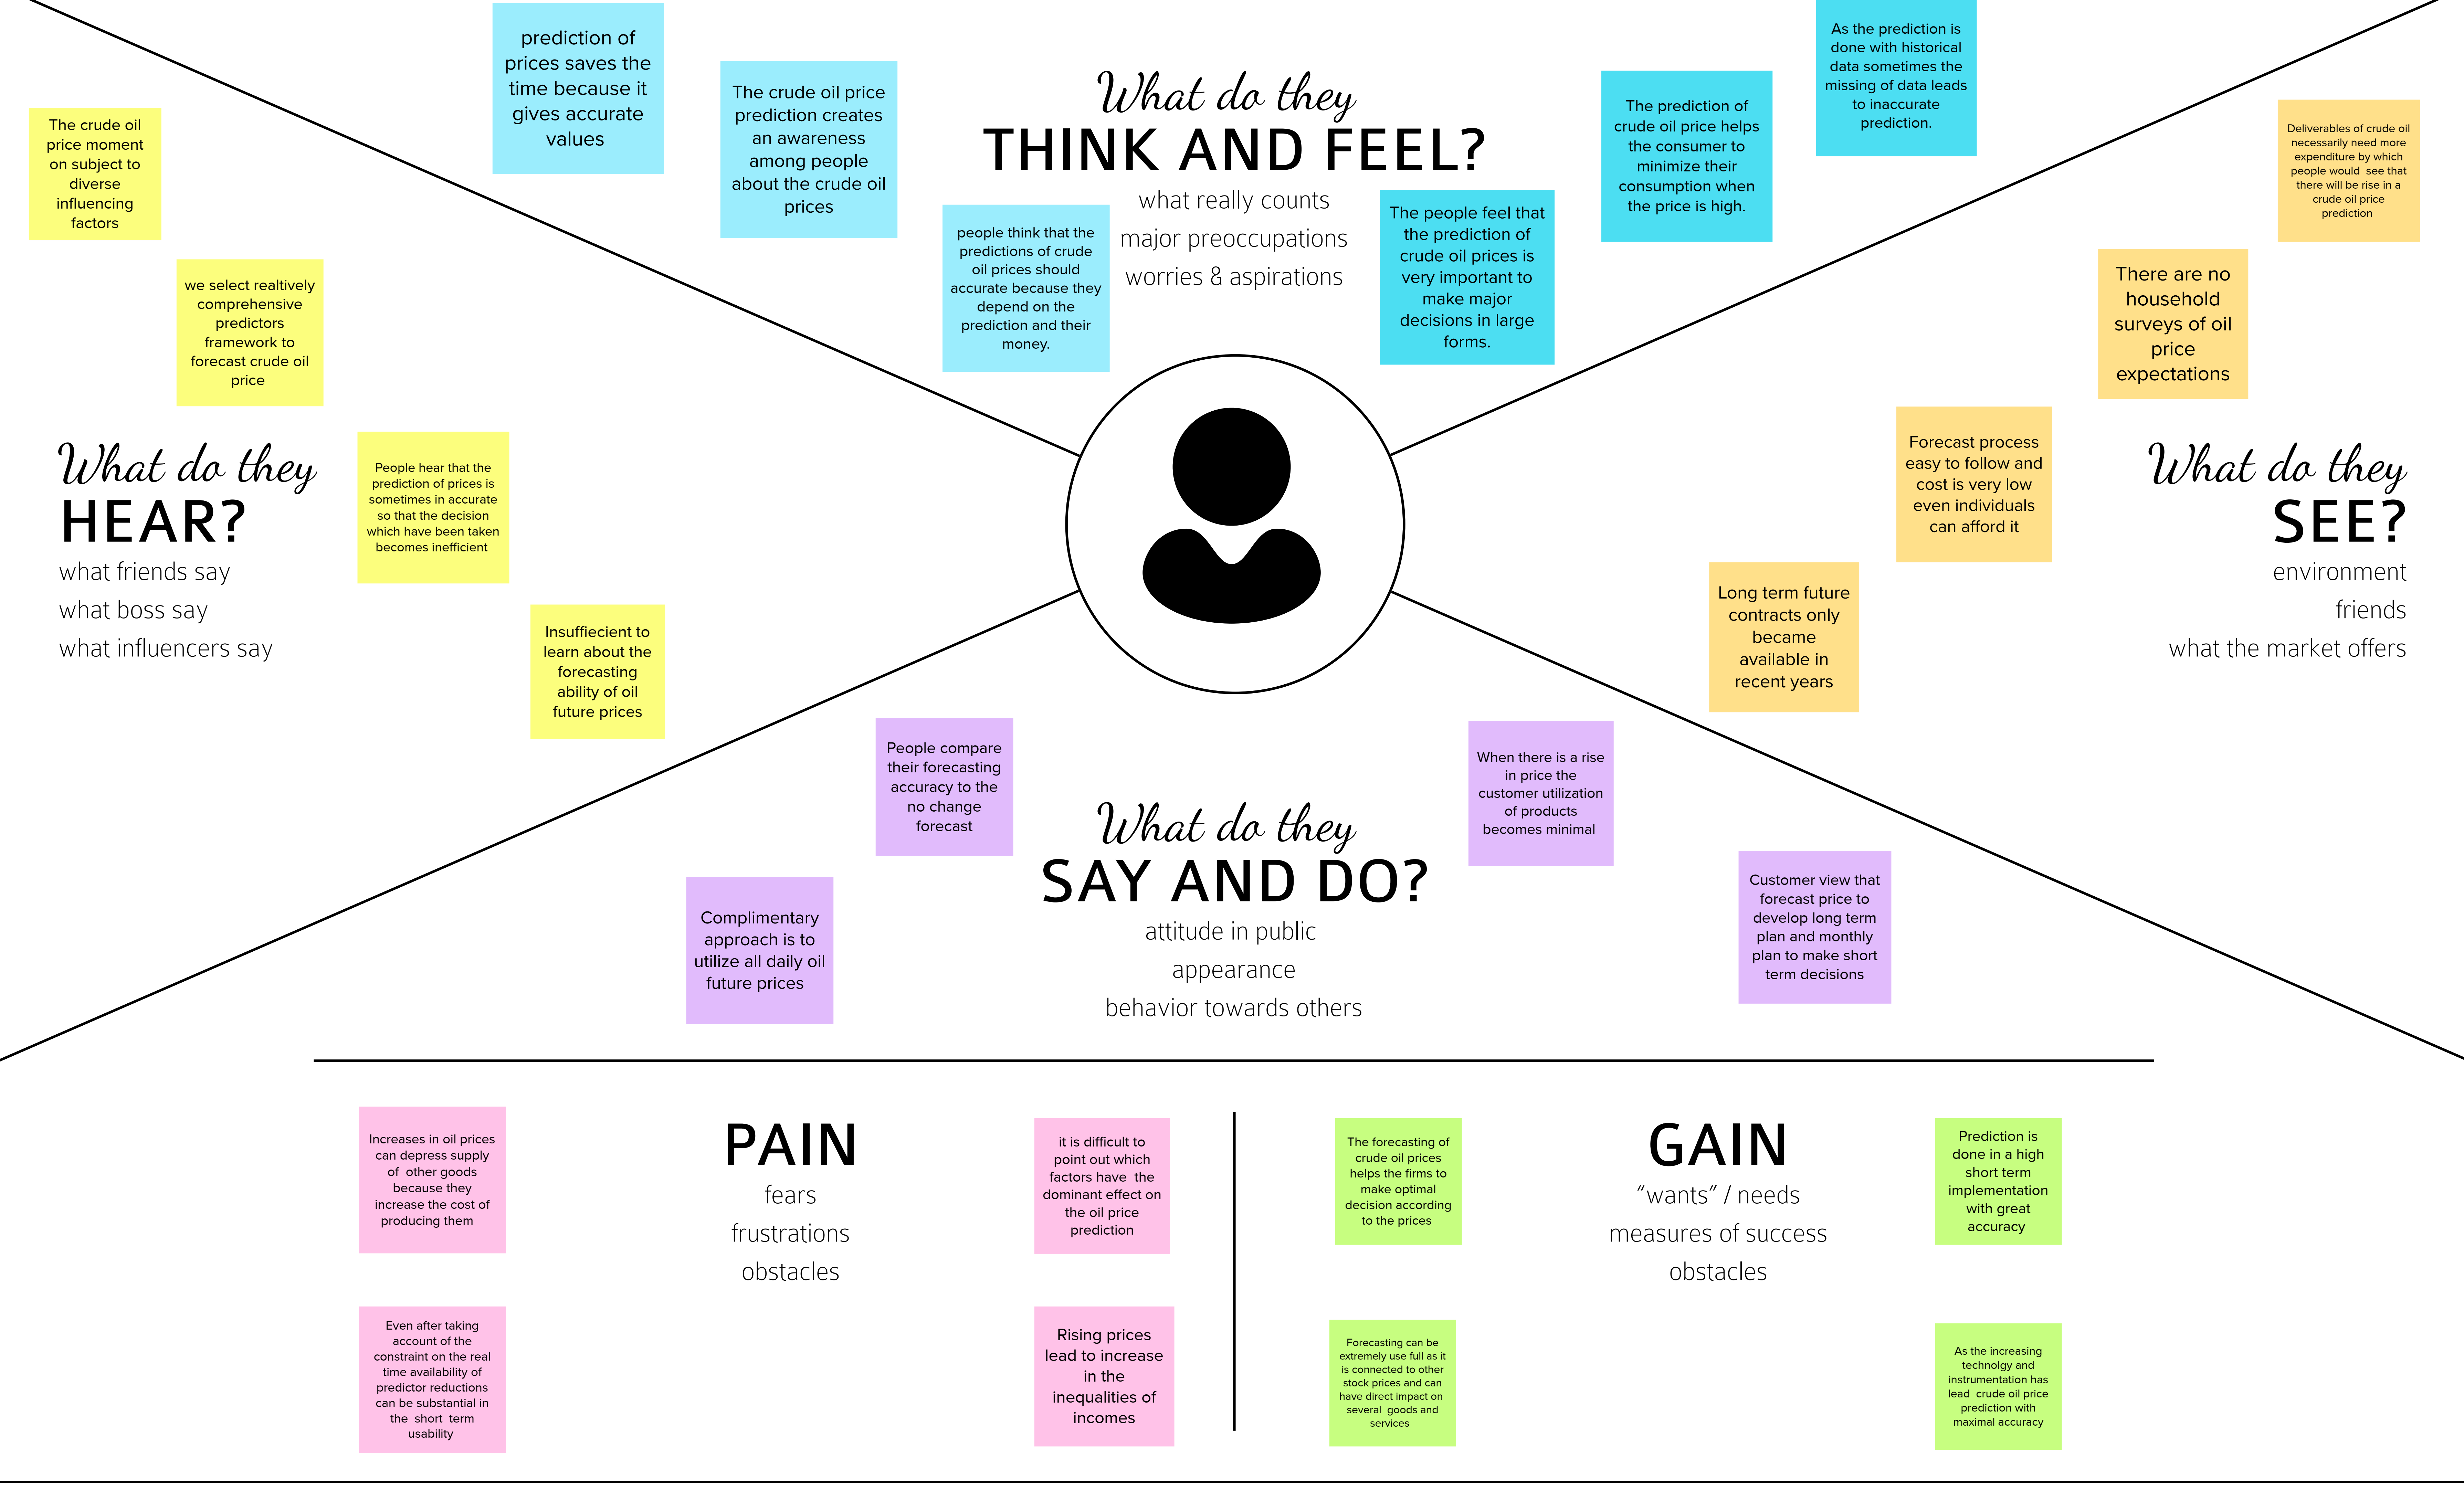 prediction of
prices saves the
time because it
gives accurate
values
The crude oil price
prediction creates
an awareness
among people
about the crude oil
prices
people think that the
predictions of crude
oil prices should
accurate because they
depend on the
prediction and their
money.
What do they
THINK AND FEEL?
what really counts
major preoccupations
worries & aspirations
The people feel that
the prediction of
crude oil prices is
very important to
make major
decisions in large
forms.
The prediction of
crude oil price helps
the consumer to
minimize their
consumption when
the price is high.
As the prediction is
done with historical
data sometimes the
missing of data leads
to inaccurate
prediction.
The crude oil
price moment
on subject to
diverse
influencing
factors
we select realtively
comprehensive
predictors
framework to
forecast crude oil
price
What do they
HEAR?
what friends say
what boss say
what influencers say
People hear that the
prediction of prices is
sometimes in accurate
so that the decision
which have been taken
becomes inefficient
Insuffiecient to
learn about the
forecasting
ability of oil
future prices
Deliverables of crude oil
necessarily need more
expenditure by which
people would see that
there will be rise in a
crude oil price
prediction
There are no
household
surveys of oil
price
expectations
Forecast process
easy to follow and
cost is very low
even individuals
can afford it
Long term future
contracts only
became
available in
recent years
What do they
SEE?
environment
friends
what the market offers
People compare
their forecasting
accuracy to the
no change
forecast
Complimentary
approach is to
utilize all daily oil
future prices
What do they
SAY AND DO?
attitude in public
appearance
behavior towards others
When there is a rise
in price the
customer utilization
of products
becomes minimal
Customer view that
forecast price to
develop long term
plan and monthly
plan to make short
term decisions
Increases in oil prices
can depress supply
of other goods
because they
increase the cost of
producing them
PAIN
fears
frustrations
obstacles
it is difficult to
point out which
factors have the
dominant effect on
the oil price
prediction
Even after taking
account of the
constraint on the real
time availability of
predictor reductions
can be substantial in
the short term
usability
Rising prices
lead to increase
in the
inequalities of
incomes
The forecasting of
crude oil prices
helps the firms to
make optimal
decision according
to the prices
GAIN
“wants” / needs
measures of success
obstacles
Prediction is
done in a high
short term
implementation
with great
accuracy
Forecasting can be
extremely use full as it
is connected to other
stock prices and can
have direct impact on
several goods and
services
As the increasing
technolgy and
instrumentation has
lead crude oil price
prediction with
maximal accuracy